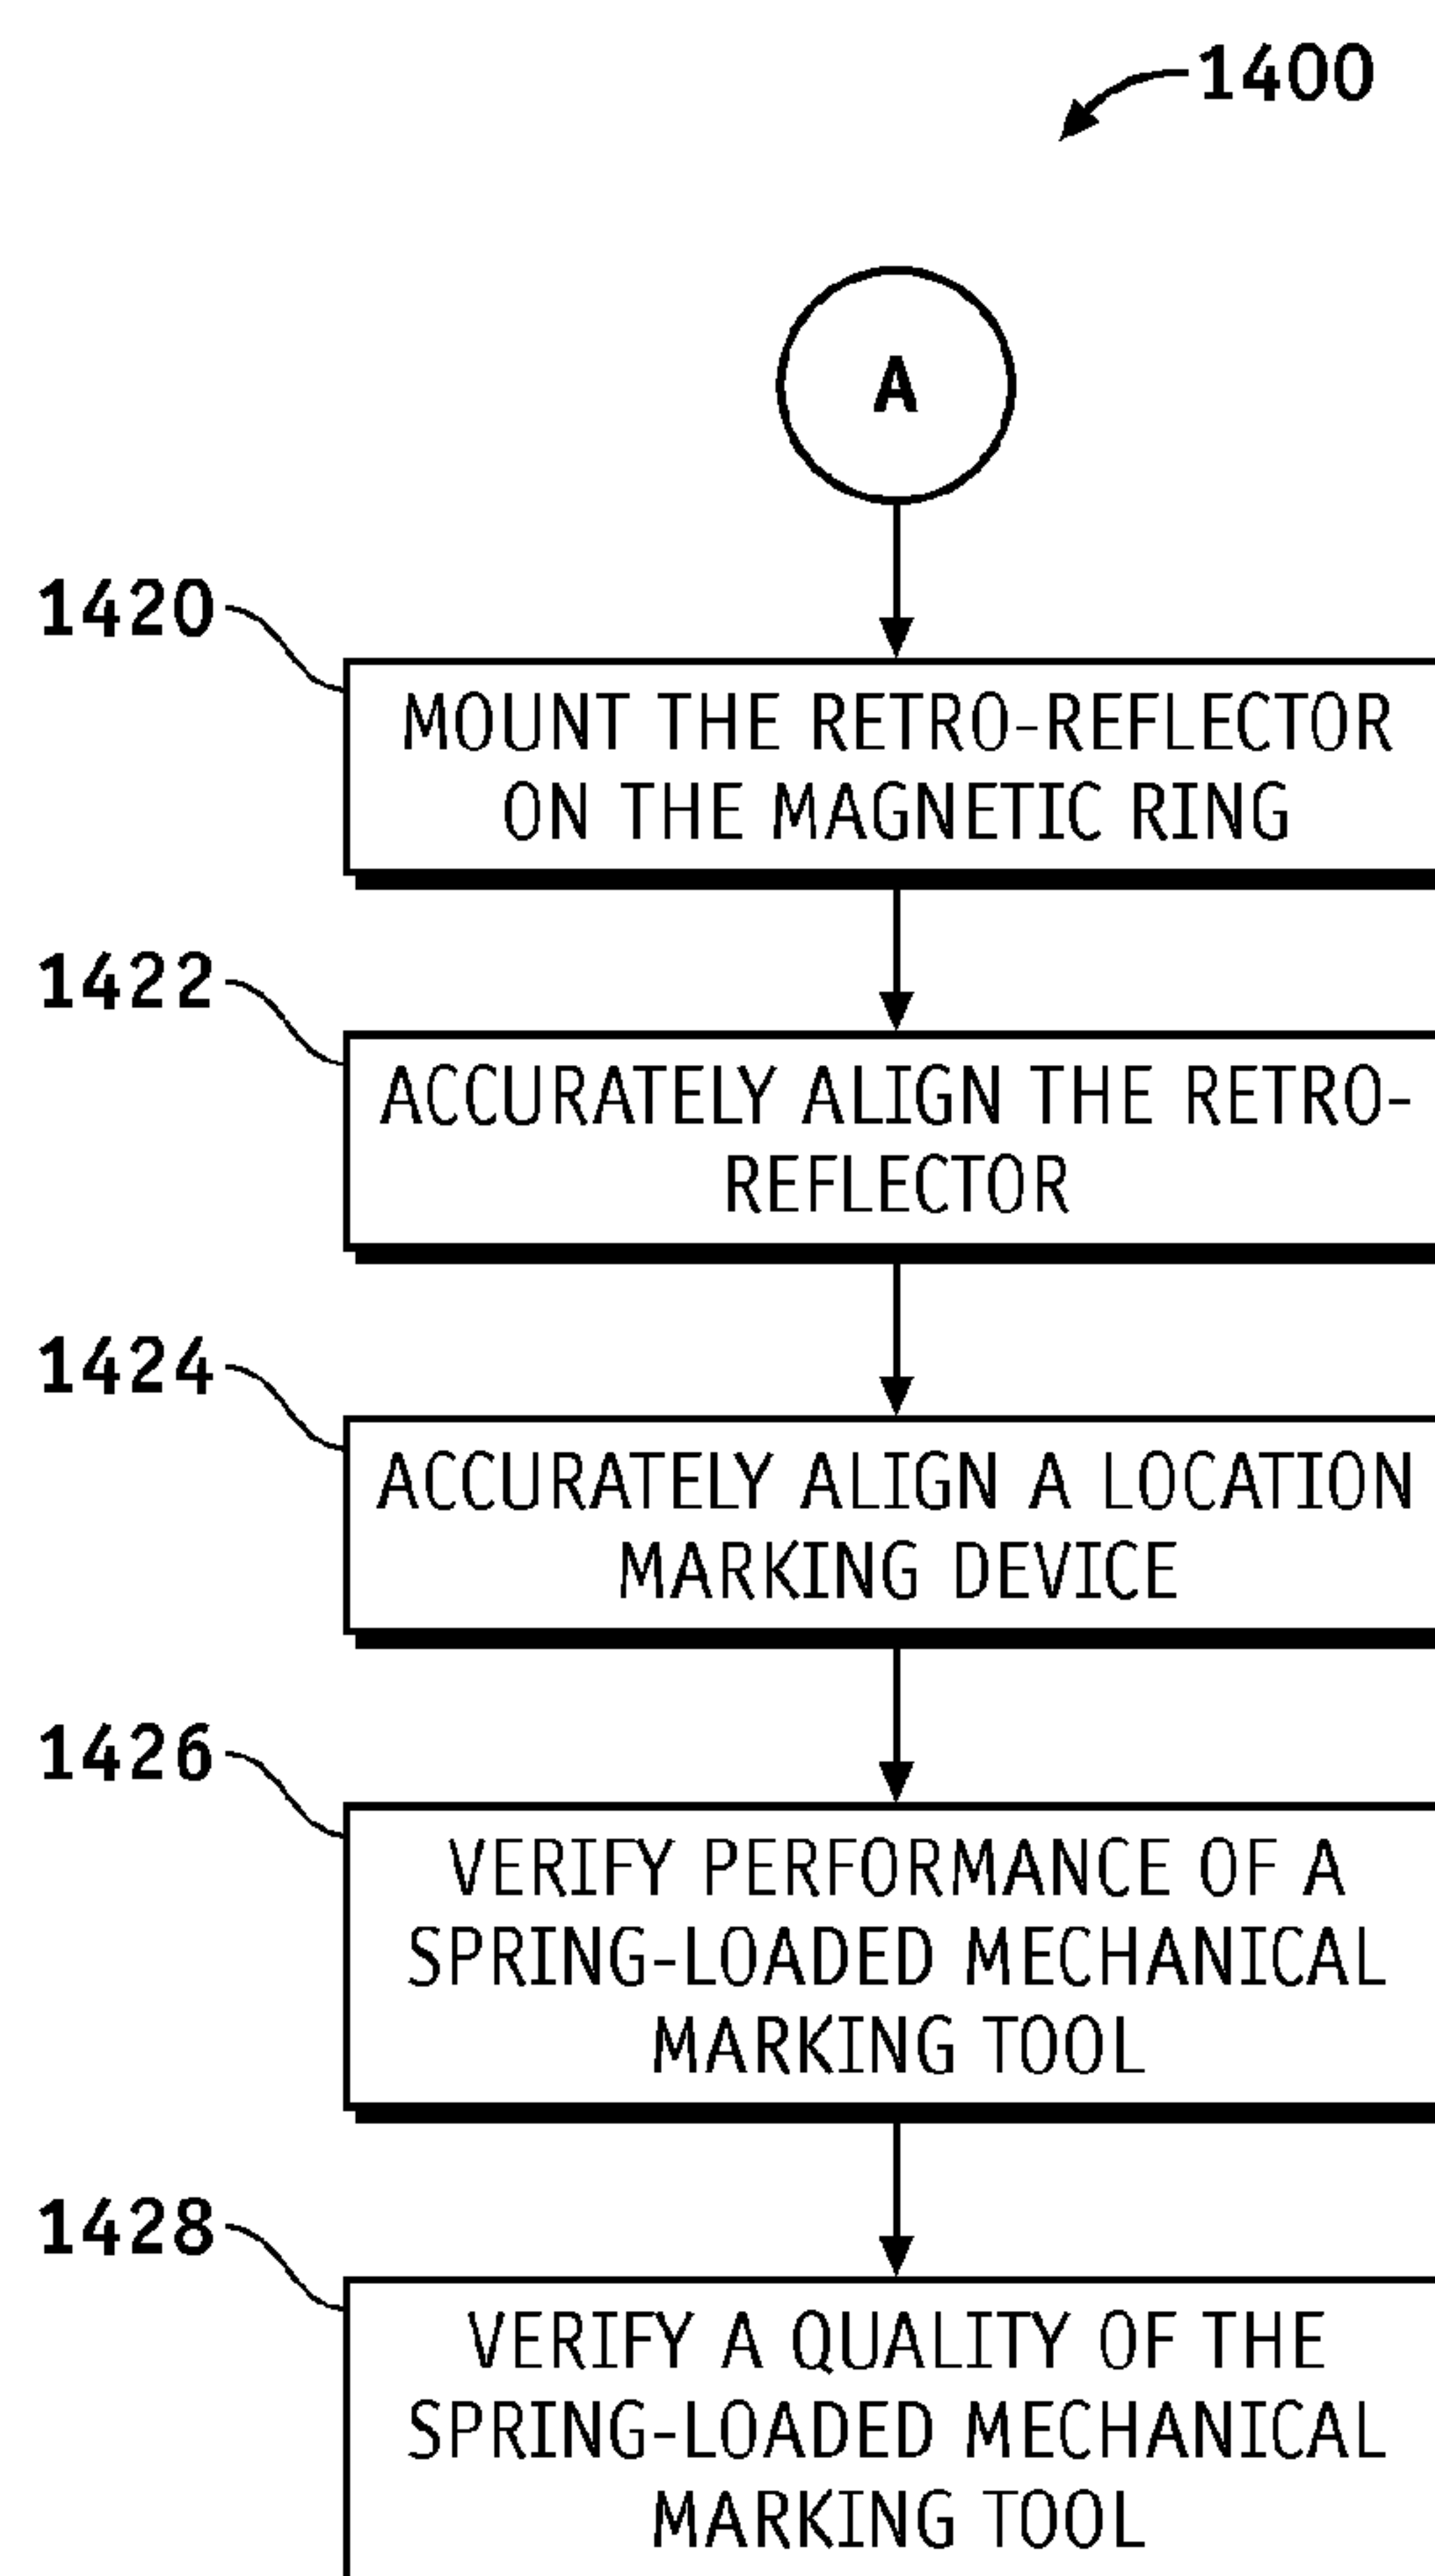 1400
A
1420
MOUNT THE RETRO-REFLECTOR
ON THE MAGNETIC RING
1422
ACCURATELY ALIGN THE RETRO-
REFLECTOR
1424
ACCURATELY ALIGN A LOCATION
MARKING DEVICE
1426
VERIFY PERFORMANCE OF A
SPRING-LOADED MECHANICAL
MARKING TOOL
1428
VERIFY A QUALITY OF THE
SPRING-LOADED MECHANICAL
MARKING TOOL